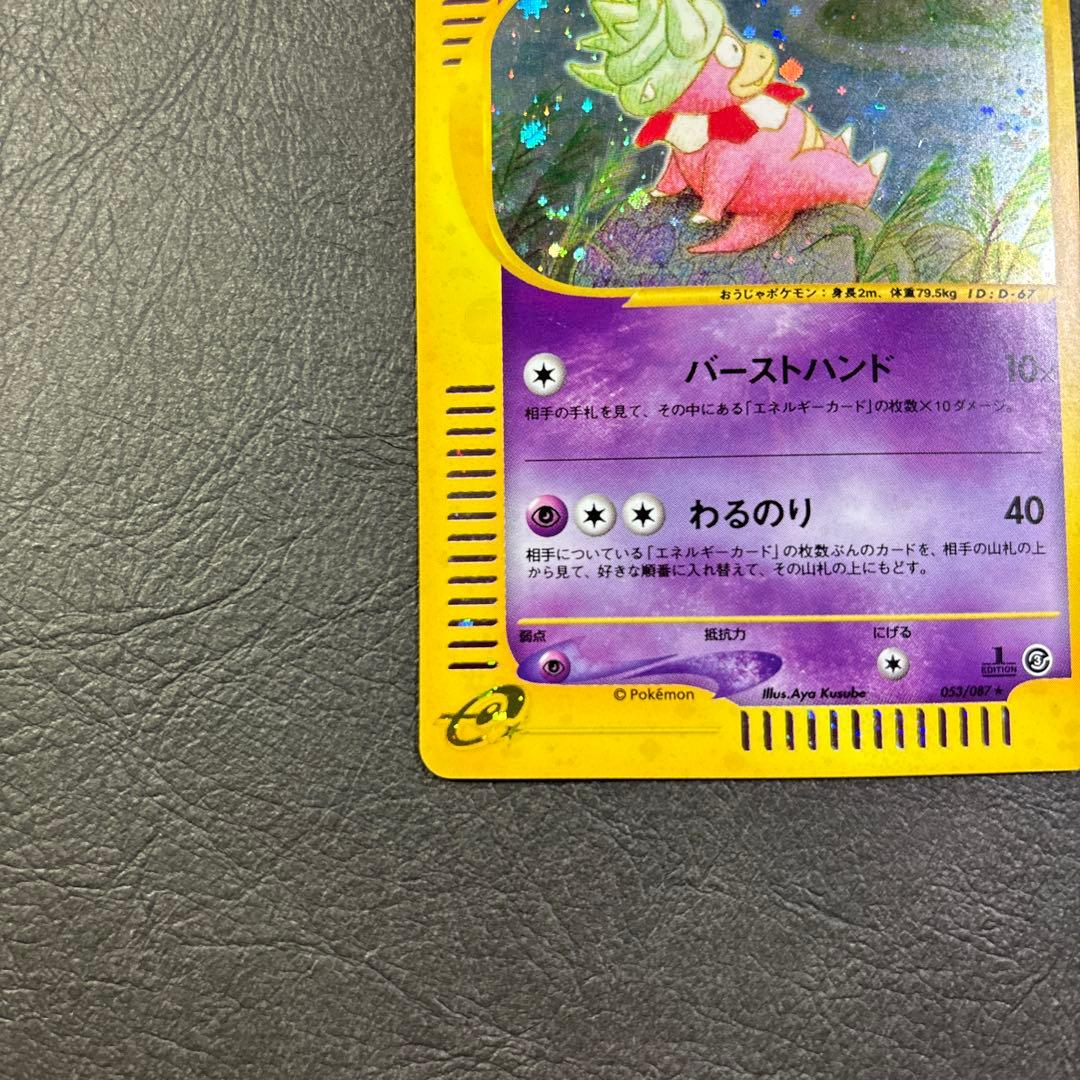 おうじゃポケモン：身長2m、体重79.5kg ID:D-67
バーストハンド 10×
相手の手札を見て、その中にある「エネルギーカード」の枚数×10ダメージ。
わるのり 40
相手についている「エネルギーカード」の枚数ぶんのカードを、相手の山札の上
から見て、好きな順番に入れ替えて、その山札の上にもどす。
弱点 抵抗力 にげる
1 EDITION 3
© Pokémon Illus.Aya Kusube 053/087★
e